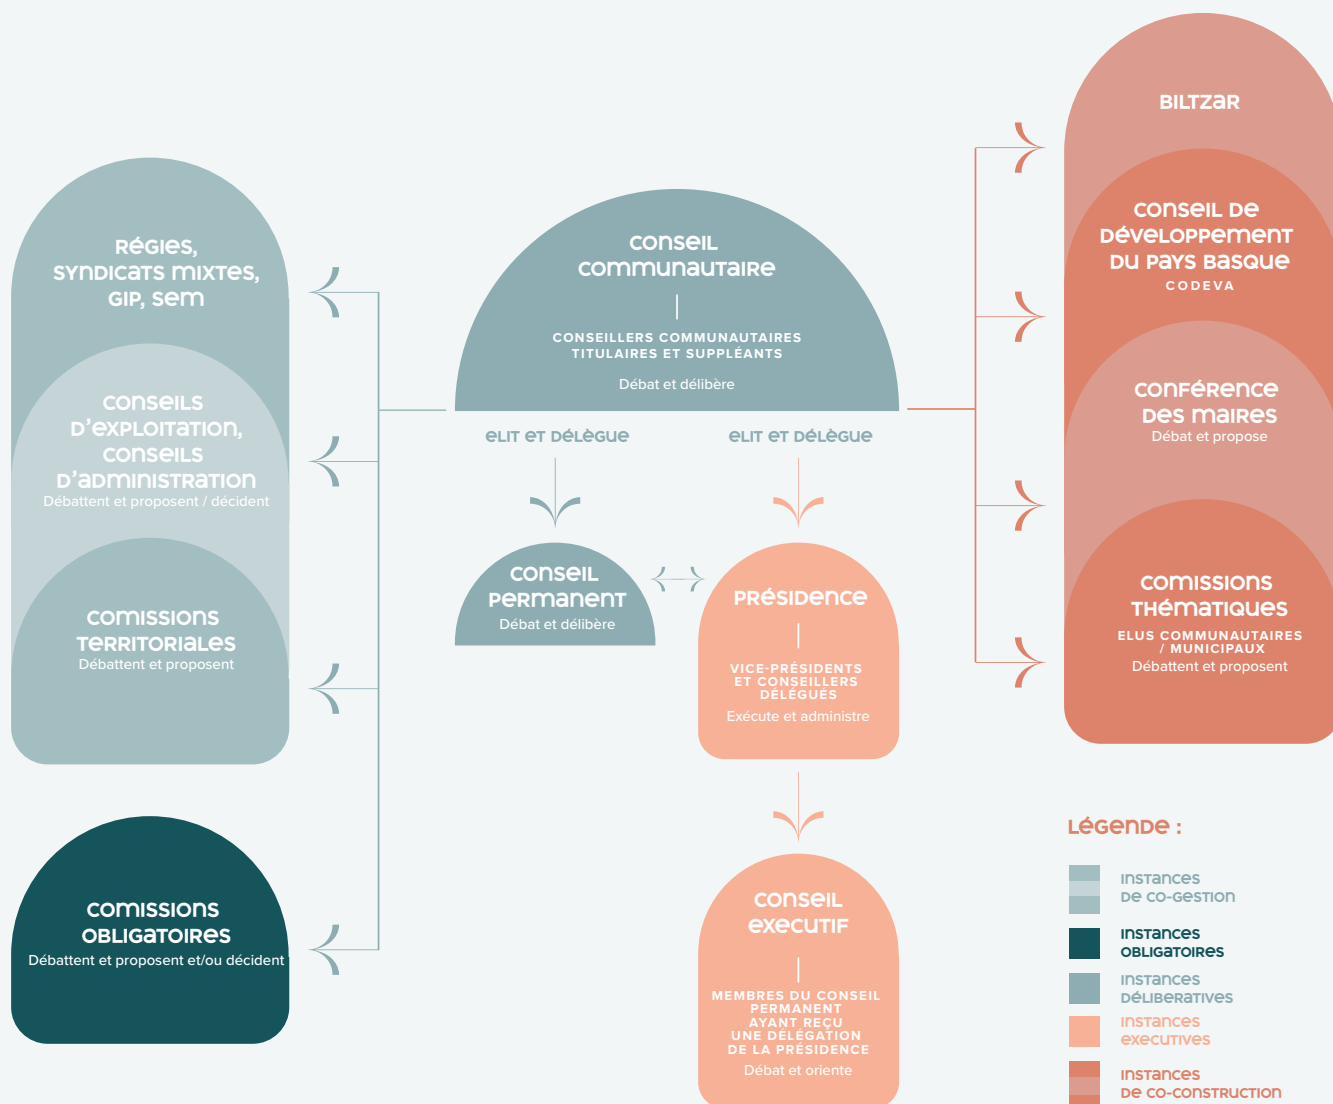 RÉGIES,
SYNDICATS MIXTES,
GIP, SEM
CONSEILS
D'EXPLOITATION,
CONSEILS
D'ADMINISTRATION
Débattent et proposent / décident
COMISSIONS
TERRITORIALES
Débattent et proposent
COMISSIONS
OBLIGATOIRES
Débattent et proposent et/ou décident
CONSEIL
COMMUNAUTAIRE
CONSEILLERS COMMUNAUTAIRES
TITULAIRES ET SUPPLÉANTS
Débat et délibère
ELIT ET DÉLÈGUE
ELIT ET DÉLÈGUE
CONSEIL
PERMANENT
Débat et délibère
PRÉSIDENCE
VICE-PRÉSIDENTS
ET CONSEILLERS
DÉLÉGUÉS
Exécute et administre
CONSEIL
EXECUTIF
MEMBRES DU CONSEIL
PERMANENT
AYANT REÇU
UNE DÉLÉGATION
DE LA PRÉSIDENCE
Débat et oriente
BILTZAR
CONSEIL DE
DÉVELOPPEMENT
DU PAYS BASQUE
CODEVA
CONFÉRENCE
DES MAIRES
Débat et propose
COMISSIONS
THÉMATIQUES
ELUS COMMUNAUTAIRES
/ MUNICIPAUX
Débattent et proposent
LÉGENDE :
INSTANCES
DE CO-GESTION
INSTANCES
OBLIGATOIRES
INSTANCES
DÉLIBERATIVES
INSTANCES
EXECUTIVES
INSTANCES
DE CO-CONSTRUCTION